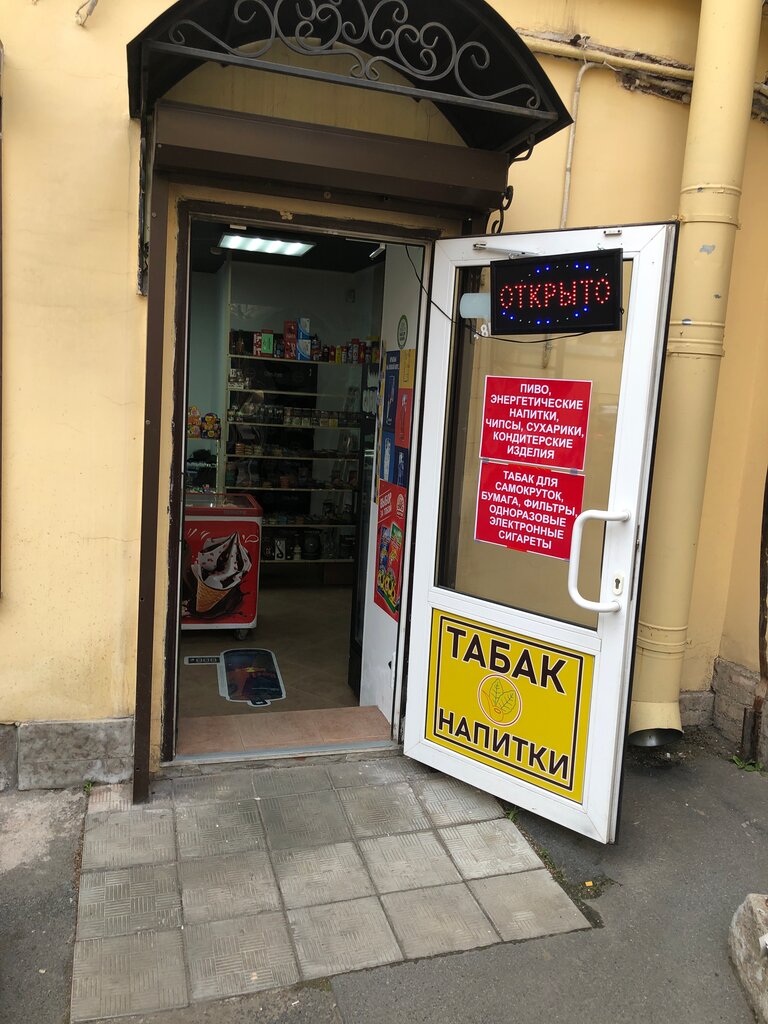 ОТКРЫТО
ПИВО,
ЭНЕРГЕТИЧЕСКИЕ
НАПИТКИ,
ЧИПСЫ, СУХАРИКИ,
КОНДИТЕРСКИЕ
ИЗДЕЛИЯ
ТАБАК ДЛЯ
САМОКРУТОК,
БУМАГА, ФИЛЬТРЫ,
ОДНОРАЗОВЫЕ
ЭЛЕКТРОННЫЕ
СИГАРЕТЫ
ТАБАК
НАПИТКИ